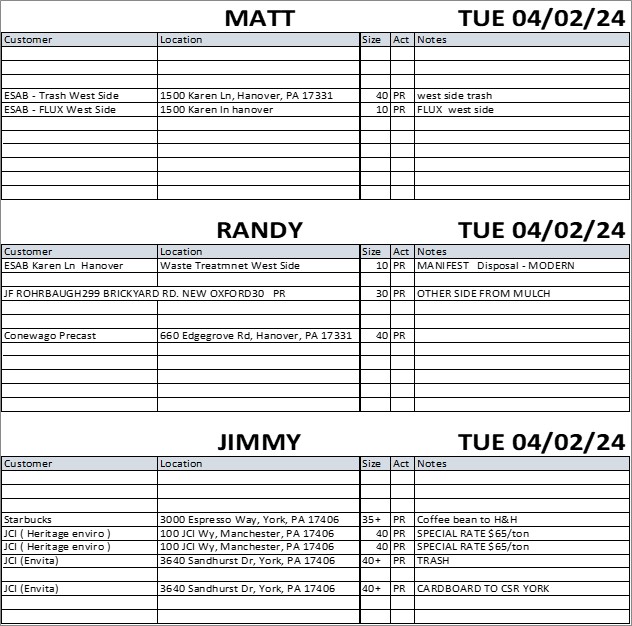 MATT TUE 04/02/24
Customer Location Size Act Notes
ESAB - Trash West Side 1500 Karen Ln, Hanover, PA 17331 40 PR west side trash
ESAB - FLUX West Side 1500 Karen ln hanover 10 PR FLUX west side
RANDY TUE 04/02/24
Customer Location Size Act Notes
ESAB Karen Ln Hanover Waste Treatmnet West Side 10 PR MANIFEST Disposal - MODERN
JF ROHRBAUGH299 BRICKYARD RD. NEW OXFORD30 PR 30 PR OTHER SIDE FROM MULCH
Conewago Precast 660 Edgegrove Rd, Hanover, PA 17331 40 PR
JIMMY TUE 04/02/24
Customer Location Size Act Notes
Starbucks 3000 Espresso Way, York, PA 17406 35+ PR Coffee bean to H&H
JCI ( Heritage enviro ) 100 JCI Wy, Manchester, PA 17406 40 PR SPECIAL RATE $65/ton
JCI ( Heritage enviro ) 100 JCI Wy, Manchester, PA 17406 40 PR SPECIAL RATE $65/ton
JCI (Envita) 3640 Sandhurst Dr, York, PA 17406 40+ PR TRASH
JCI (Envita) 3640 Sandhurst Dr, York, PA 17406 40+ PR CARDBOARD TO CSR YORK